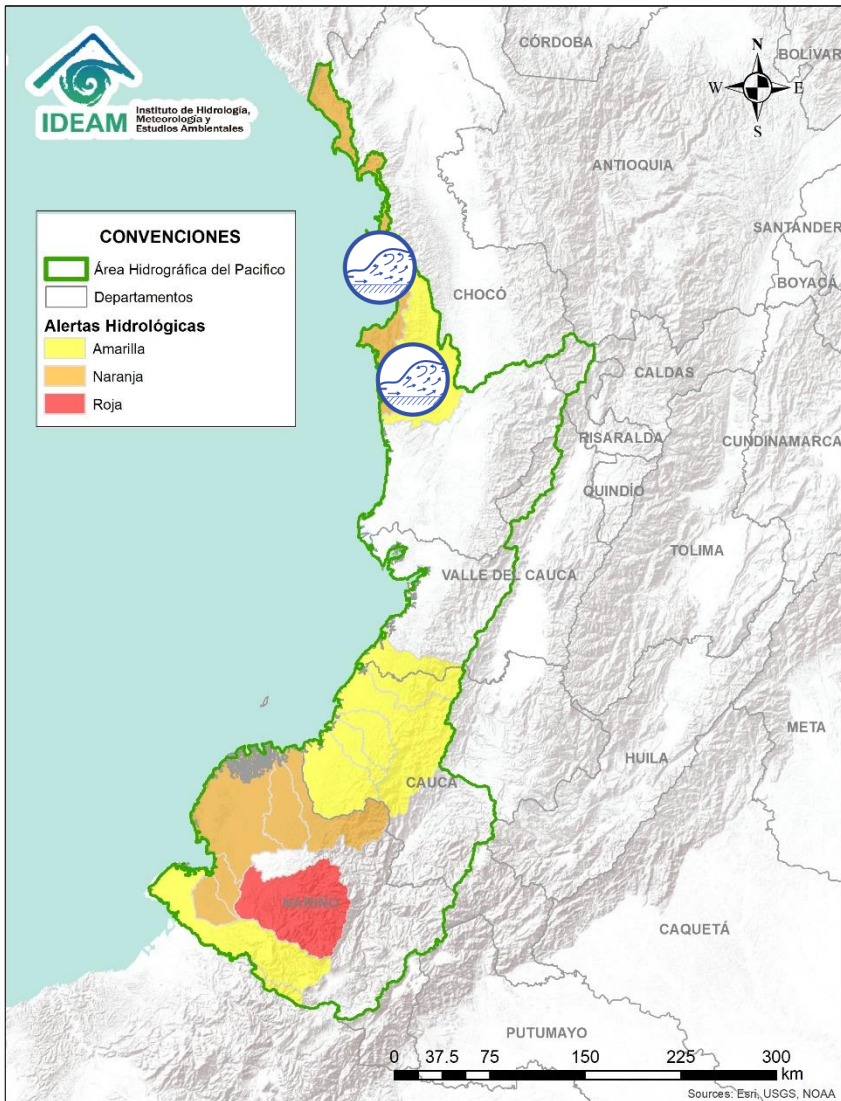 IDEAM
Instituto de Hidrología,
Meteorología y
Estudios Ambientales
CÓRDOBA
BOLÍVAR
N
W
E
S
ANTIOQUIA
SANTANDER
BOYACÁ
CONVENCIONES
Área Hidrográfica del Pacifico
Departamentos
Alertas Hidrológicas
Amarilla
Naranja
Roja
CHOCÓ
CALDAS
RISARALDA
CUNDINAMARCA
QUINDÍO
TOLIMA
VALLE DEL CAUCA
META
HUILA
CAUCA
NARIÑO
CAQUETÁ
PUTUMAYO
0 37.5 75 150 225 300
km
Sources: Esri, USGS, NOAA